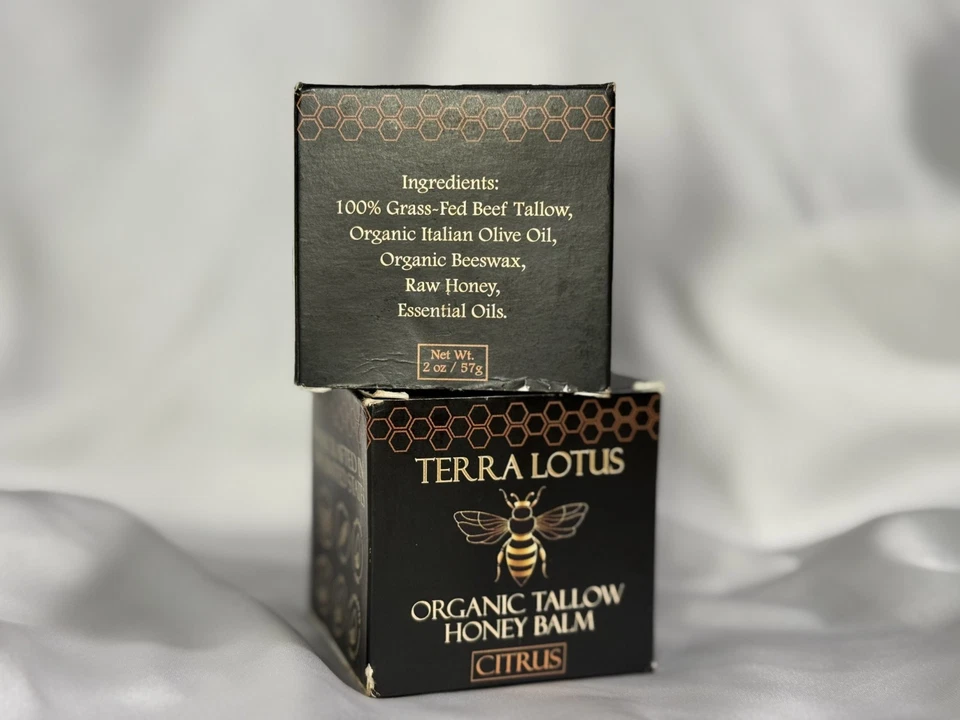 Ingredients:
100% Grass-Fed Beef Tallow,
Organic Italian Olive Oil,
Organic Beeswax,
Raw Honey,
Essential Oils.
Net Wt.
2 oz / 57g
TERRA LOTUS
ORGANIC TALLOW
HONEY BALM
CITRUS